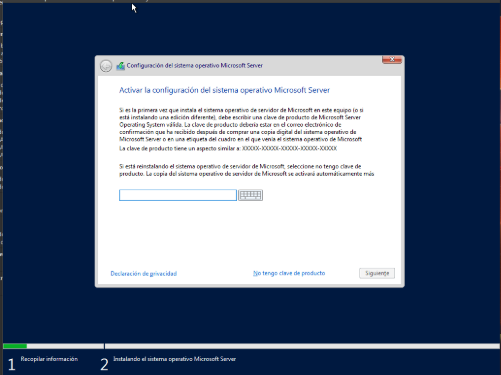 Configuración del sistema operativo Microsoft Server
Activar la configuración del sistema operativo Microsoft Server
Si es la primera vez que instala el sistema operativo de servidor de Microsoft en este equipo (o si
está instalando una edición diferente), debe escribir una clave de producto de Microsoft Server
Operating System válida. La clave de producto debería estar en el correo electrónico de
confirmación que ha recibido después de comprar una copia digital del sistema operativo de
Microsoft Server o en una etiqueta del cuadro en el que venía el sistema operativo de Microsoft
La clave de producto tiene un aspecto similar a: XXXXX-XXXXX-XXXXX-XXXXX-XXXXX
Si está reinstalando el sistema operativo de servidor de Microsoft, seleccione no tengo clave de
producto. La copia del sistema operativo de servidor de Microsoft se activará automáticamente más
Declaración de privacidad
No tengo clave de producto
Siguiente
1 Recopilar información
2 Instalando el sistema operativo Microsoft Server